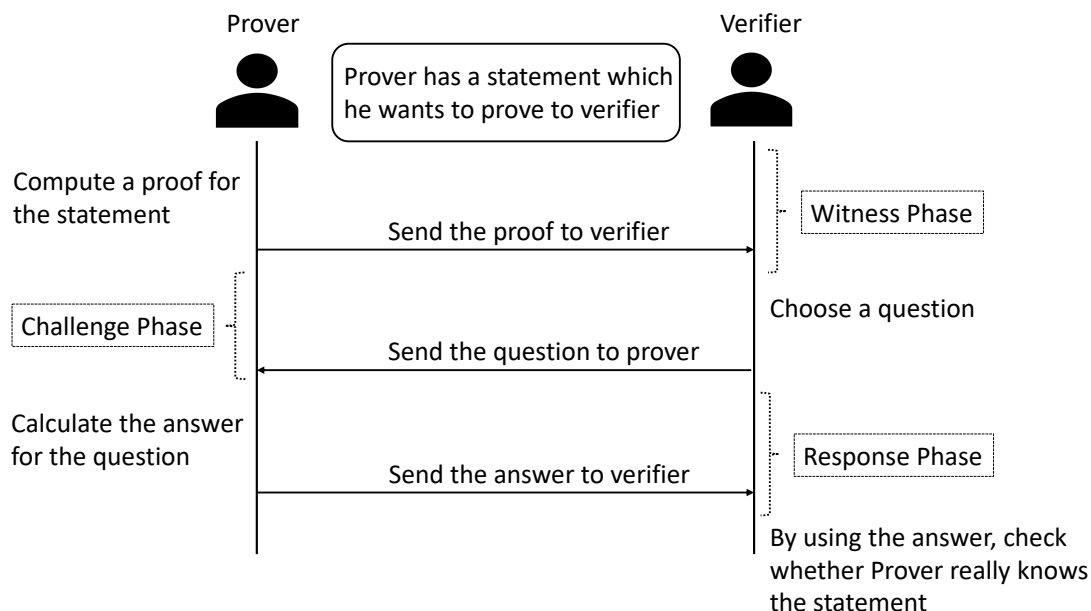 Prover
Verifier
Prover has a statement which
he wants to prove to verifier
Compute a proof for
the statement
Witness Phase
Send the proof to verifier
Choose a question
Challenge Phase
Send the question to prover
Calculate the answer
for the question
Response Phase
Send the answer to verifier
By using the answer, check
whether Prover really knows
the statement